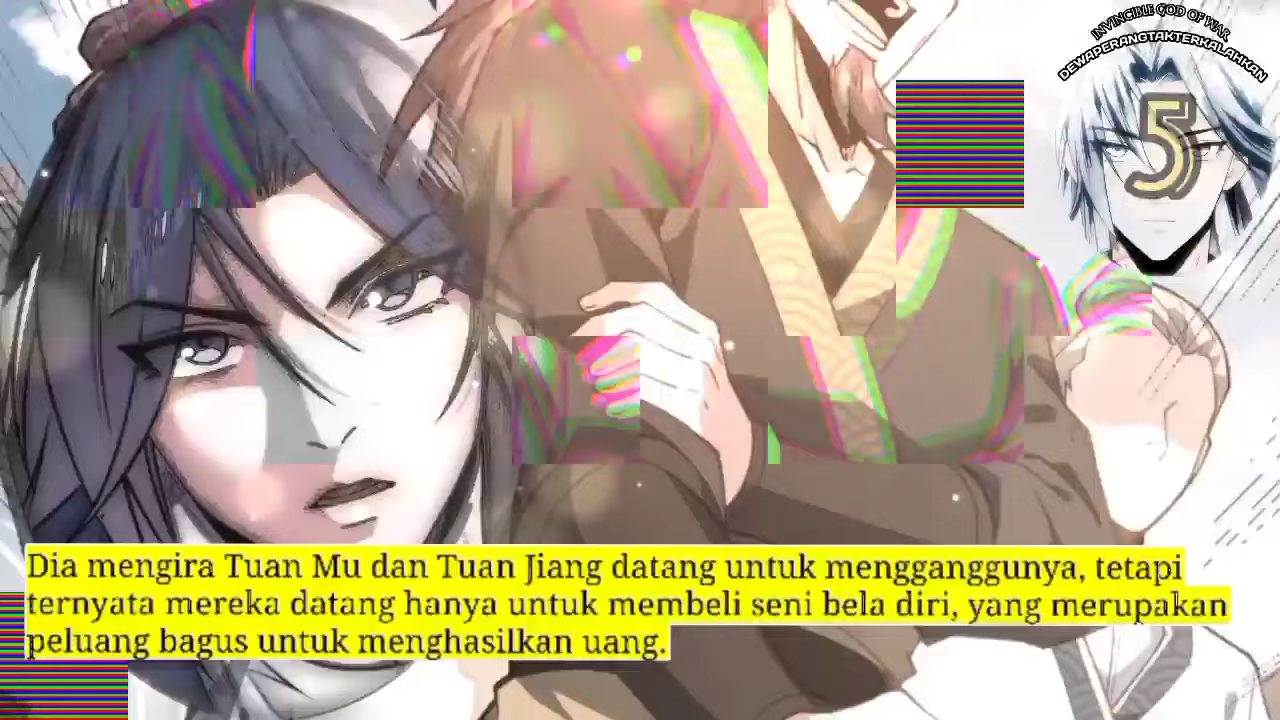 INVINCIBLE GOD OF WAR
DEWAPERANGTAKTERKALAHKAN
5
Dia mengira Tuan Mu dan Tuan Jiang datang untuk mengganggunya, tetapi
ternyata mereka datang hanya untuk membeli seni bela diri, yang merupakan
peluang bagus untuk menghasilkan uang.